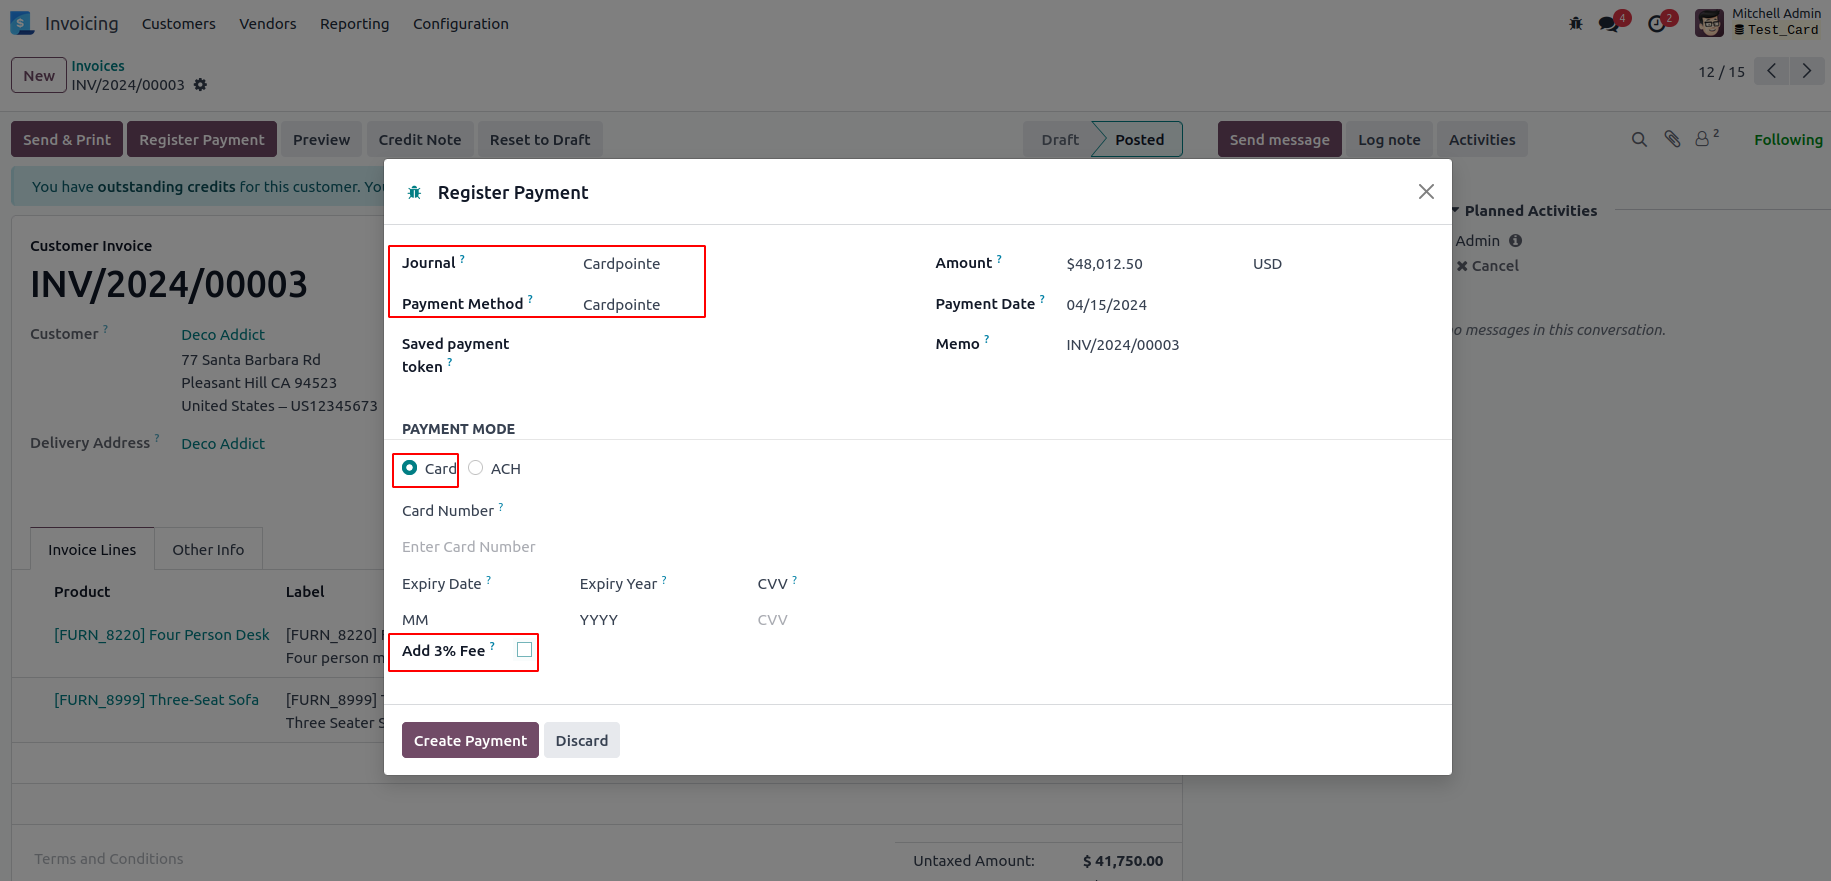 Invoicing Customers Vendors Reporting Configuration 4 2 Mitchell Admin
Test_Card
New Invoices
INV/2024/00003 12 / 15
Send & Print Register Payment Preview Credit Note Reset to Draft Draft Posted Send message Log note Activities 2 Following
You have outstanding credits for this customer.
Register Payment
Planned Activities
Admin
Cancel
messages in this conversation.
Customer Invoice
INV/2024/00003
Customer ? Deco Addict
77 Santa Barbara Rd
Pleasant Hill CA 94523
United States – US12345673
Delivery Address ? Deco Addict
Journal ? Cardpointe Amount ? $48,012.50 USD
Payment Method ? Cardpointe Payment Date ? 04/15/2024
Saved payment
token ?
Memo ? INV/2024/00003
PAYMENT MODE
Card ACH
Card Number ?
Enter Card Number
Expiry Date ? Expiry Year ? CVV ?
MM YYYY CVV
Add 3% Fee ?
Create Payment Discard
Invoice Lines Other Info
Product Label
[FURN_8220] Four Person Desk [FURN_8220]
Four person
[FURN_8999] Three-Seat Sofa [FURN_8999]
Three Seater
Terms and Conditions
Untaxed Amount: $ 41,750.00